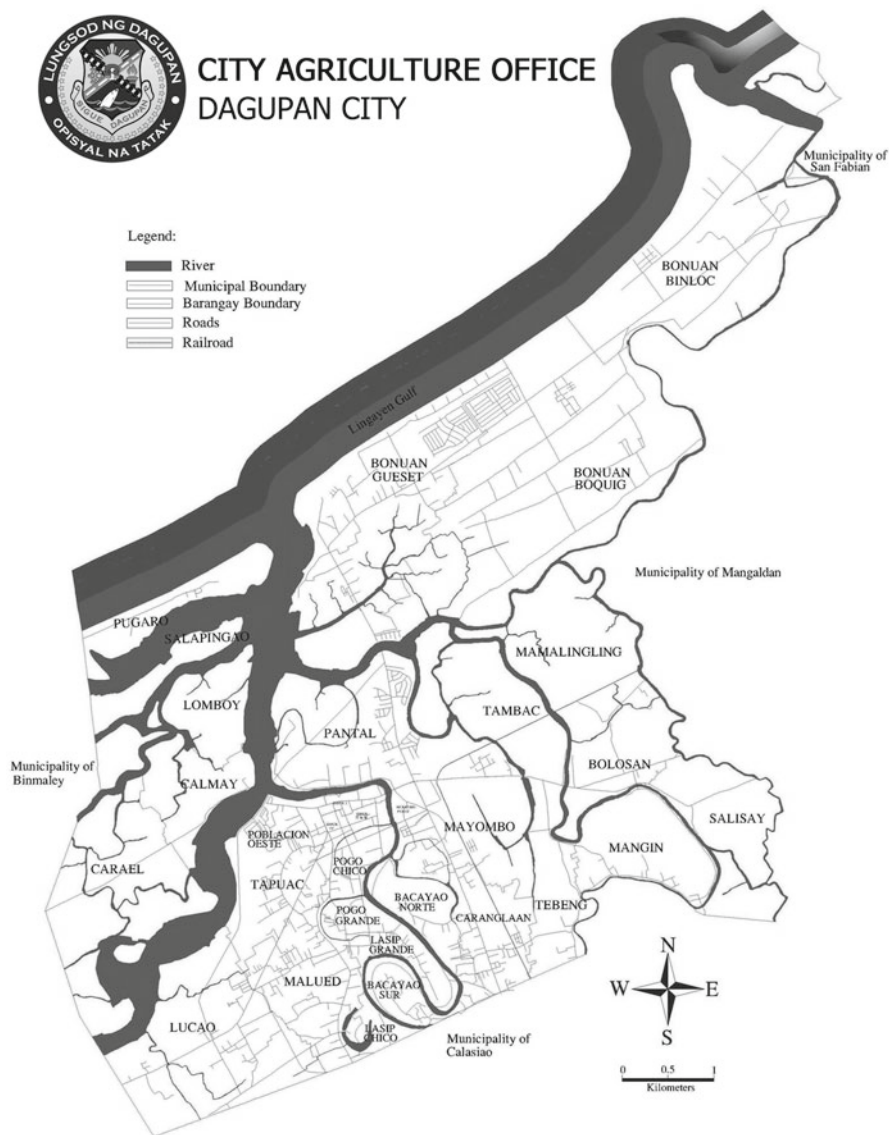 LUNGSOD NG DAGUPAN
SIGUE DAGUPAN
OPISYAL NA TATAK
CITY AGRICULTURE OFFICE
DAGUPAN CITY
Legend:
River
Municipal Boundary
Barangay Boundary
Roads
Railroad
Municipality of
San Fabian
BONUAN
BINLOC
Lingayen Gulf
BONUAN
GUESET
BONUAN
BOQUIG
Municipality of Mangaldan
PUGARO
SALAPINGAO
MAMALINGLING
LOMBOY
TAMBAC
PANTAL
Municipality of
Binmaley
BOLOSAN
CALMAY
SALISAY
MAYOMBO
POBLACION
OESTE
MANGIN
CARAEL
POGO
CHICO
TAPUAC
BACAYAO
NORTE
TEBENG
POGO
GRANDE
CARANGLAAN
LASIP
GRANDE
MALUED
BACAYAO
SUR
LUCAO
LASIP
CHICO
Municipality of
Calasiao
N
W
E
S
0 0.5 1
Kilometers